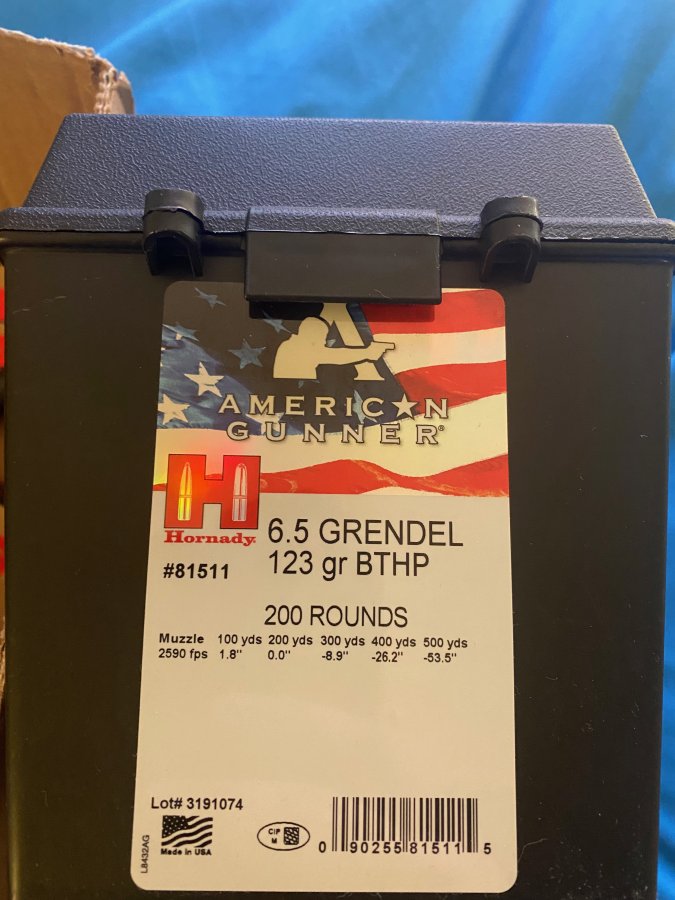 AMERICAN
GUNNER®
Hornady
6.5 GRENDEL
123 gr BTHP
#81511
200 ROUNDS
Muzzle 100 yds 200 yds 300 yds 400 yds 500 yds
2590 fps 1.8" 0.0" -8.9" -26.2" -53.5"
Lot# 3191074
Made in USA
L8432AG
CIP
M
0 90255 81511 5